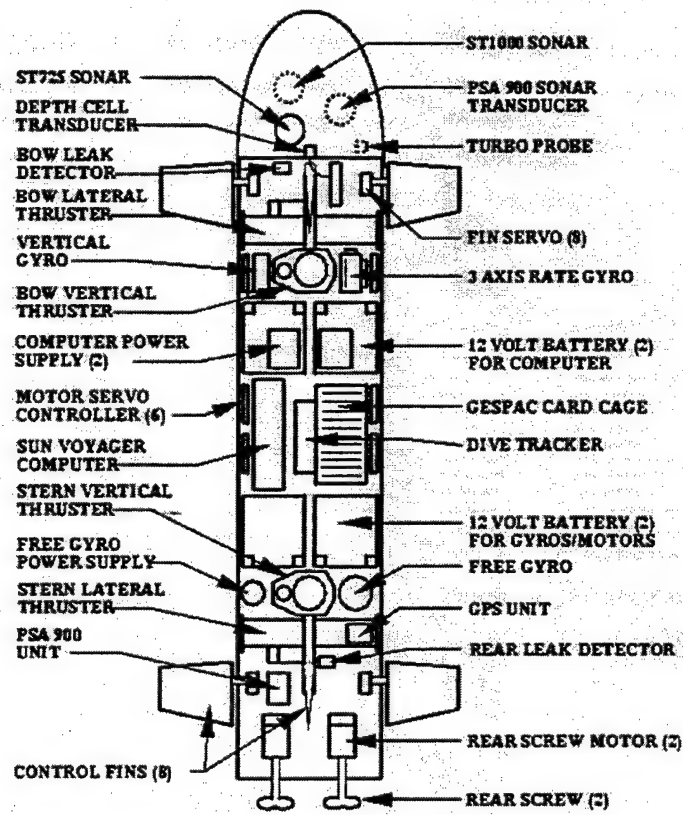 ST1000 SONAR
ST725 SONAR
PSA 900 SONAR
TRANSDUCER
DEPTH CELL
TRANSDUCER
TURBO PROBE
BOW LEAK
DETECTOR
BOW LATERAL
THRUSTER
FIN SERVO (8)
VERTICAL
GYRO
3 AXIS RATE GYRO
BOW VERTICAL
THRUSTER
COMPUTER POWER
SUPPLY (2)
12 VOLT BATTERY (2)
FOR COMPUTER
MOTOR SERVO
CONTROLLER (6)
GESPAC CARD CAGE
SUN VOYAGER
COMPUTER
DIVE TRACKER
STERN VERTICAL
THRUSTER
12 VOLT BATTERY (2)
FOR GYROS/MOTORS
FREE GYRO
POWER SUPPLY
FREE GYRO
STERN LATERAL
THRUSTER
GPS UNIT
PSA 900
UNIT
REAR LEAK DETECTOR
REAR SCREW MOTOR (2)
CONTROL FINS (8)
REAR SCREW (2)